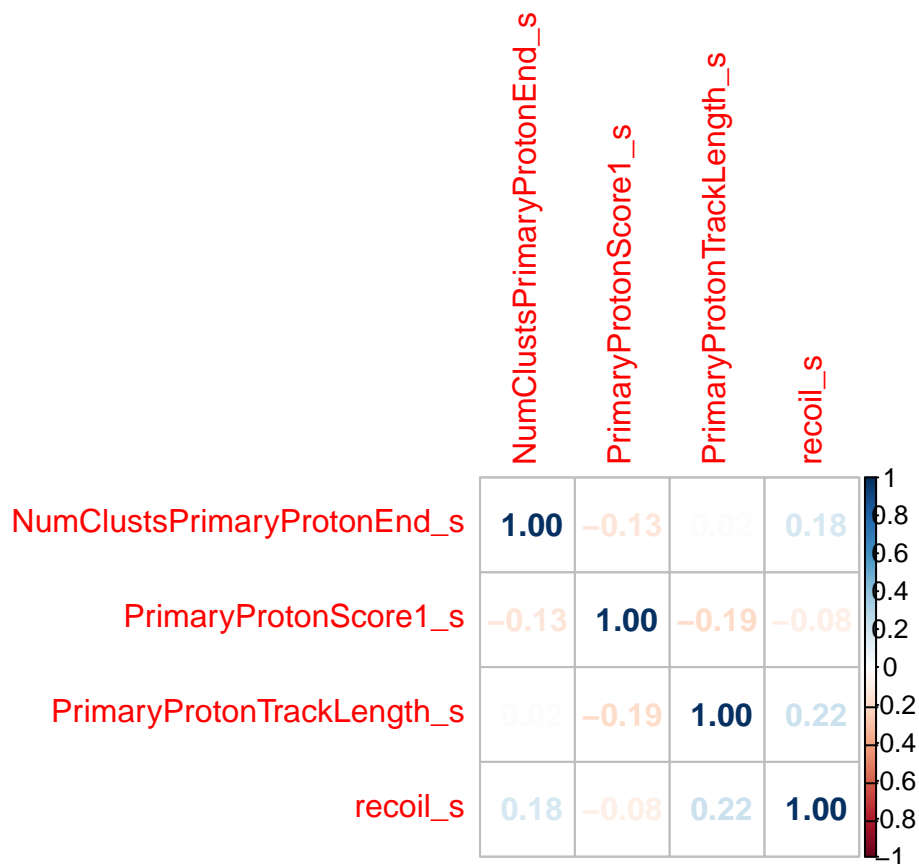 NumClustsPrimaryProtonEnd_s
PrimaryProtonScore1_s
PrimaryProtonTrackLength_s
recoil_s
NumClustsPrimaryProtonEnd_s 1.00 −0.13 0.02 0.18
PrimaryProtonScore1_s −0.13 1.00 −0.19 −0.08
PrimaryProtonTrackLength_s 0.02 −0.19 1.00 0.22
recoil_s 0.18 −0.08 0.22 1.00
1
0.8
0.6
0.4
0.2
0
−0.2
−0.4
−0.6
−0.8
−1